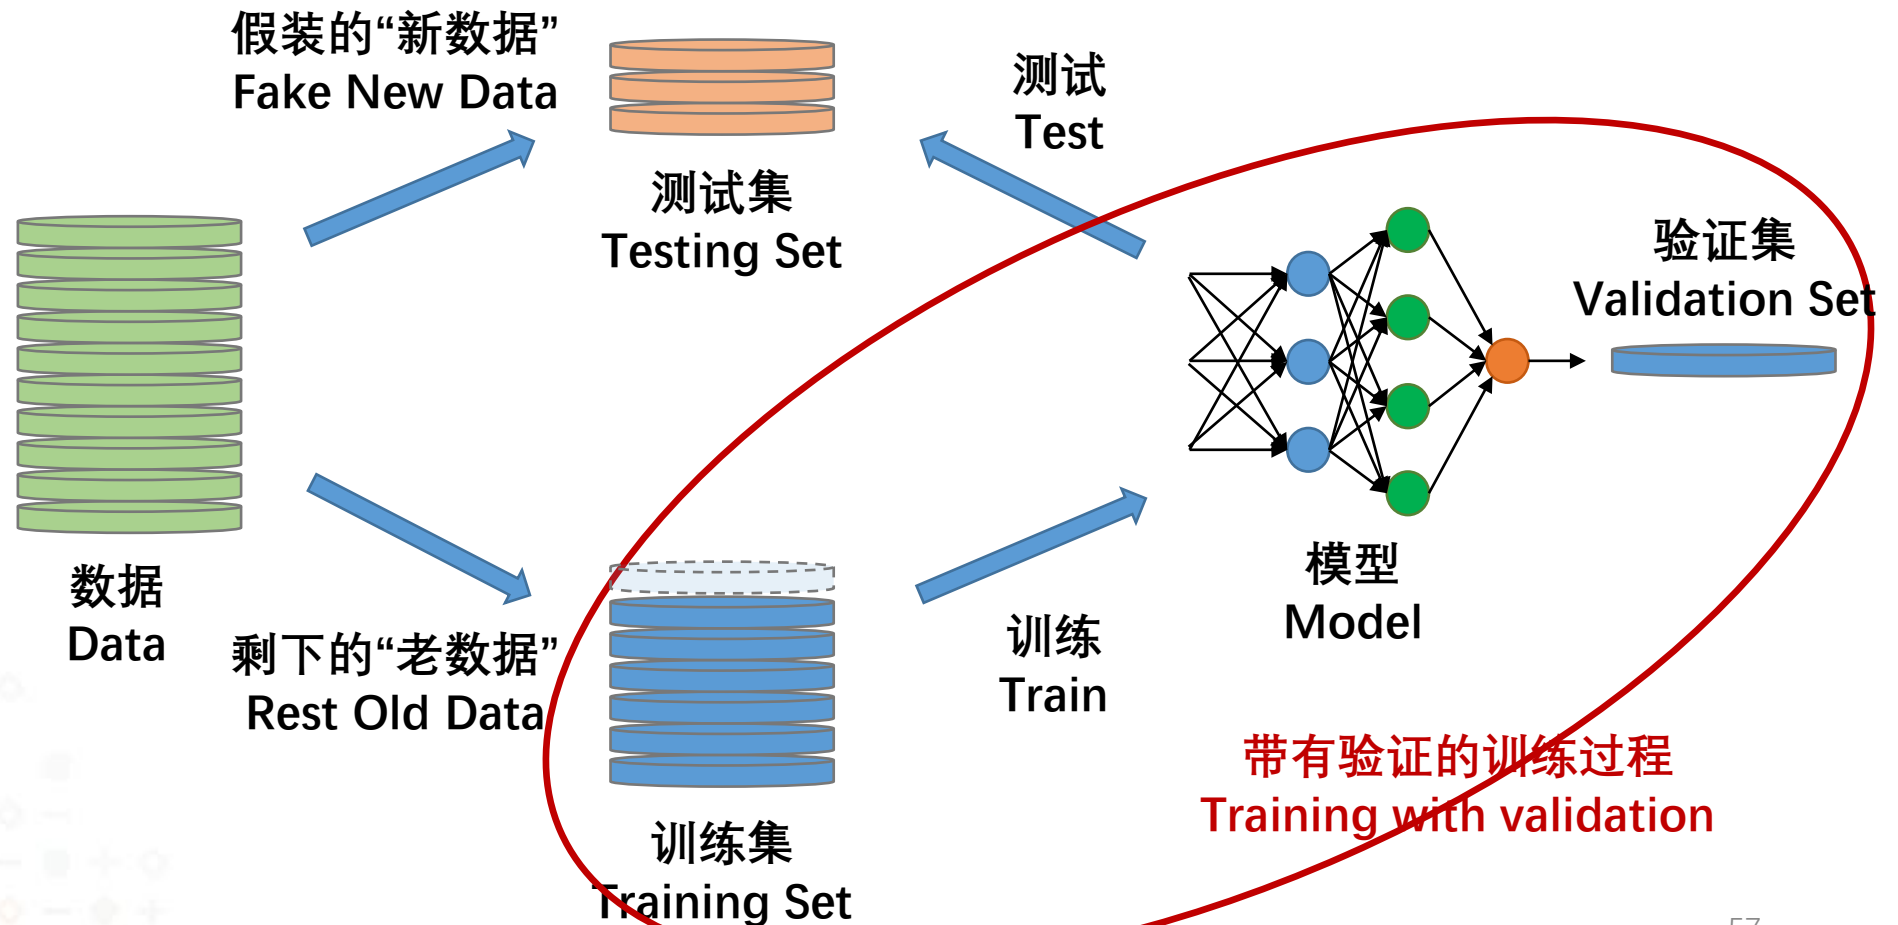 假装的“新数据”
Fake New Data
测试
Test
测试集
Testing Set
验证集
Validation Set
数据
Data
模型
Model
剩下的“老数据”
Rest Old Data
训练
Train
带有验证的训练过程
Training with validation
训练集
Training Set
57